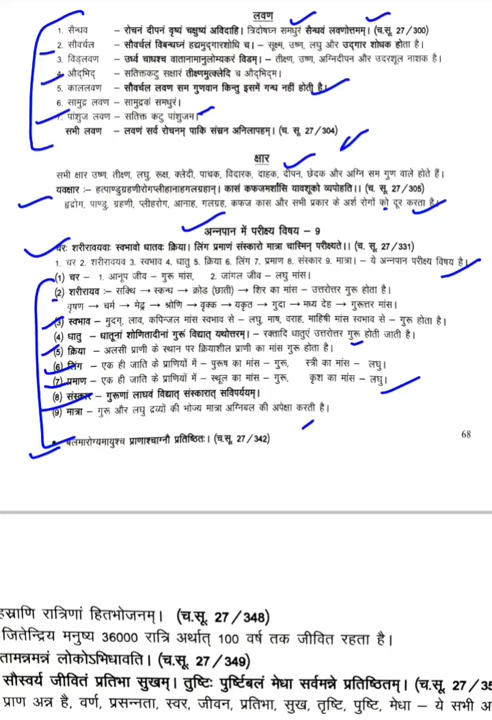 लवण
1. सैन्धव – रोचनं दीपनं वृष्यं चक्षुष्यं अविदाहि। त्रिदोषघ्न समधुरं सैन्धवं लवणोत्तमम्। (च.सू. 27/300)
2. सौवर्चल – सौवर्चलं विबन्धघ्नं हृद्यमुद्गारशोधि च। – सूक्ष्म, उष्ण, लघु और उद्गार शोधक होता है।
3. विड्लवण – उर्ध्व चाधश्च वातानामानुलोम्यकरं विडम्। – तीक्ष्ण, उष्ण, अग्निदीपन और उदरशूल नाशक है।
4. औद्भिद् – सतिक्तकटु सक्षारं तीक्ष्णमुत्क्लेदि च औद्भिदम्।
5. काललवण – सौवर्चल लवण सम गुणवान किन्तु इसमें गन्ध नहीं होती है।
6. सामुद्र लवण – सामुद्रकं समधुरं।
7. पांशुज लवण – सतिक्त कटु पांशुजम्।
सभी लवण – लवणं सर्वं रोचनम् पाकि संस्रन अनिलापहम्। (च. सू. 27/304)
क्षार
सभी क्षार उष्ण, तीक्ष्ण, लघु, रूक्ष, क्लेदी, पाचक, विदारक, दाहक, दीपन, छेदक और अग्नि सम गुण वाले होते हैं।
यवक्षार :– हृत्पाण्डुग्रहणीरोगप्लीहानाहगलग्रहान्। कासं कफजमर्शांसि यावशूको व्यपोहति।। (च. सू. 27/305)
हृद्रोग, पाण्डु, ग्रहणी, प्लीहरोग, आनाह, गलग्रह, कफज कास और सभी प्रकार के अर्श रोगों को दूर करता है।
अन्नपान में परीक्ष्य विषय – 9
चरः शरीरावयवाः स्वभावो धातवः क्रिया। लिंग प्रमाणं संस्कारो मात्रा चास्मिन् परीक्ष्यते।। (च. सू. 27/331)
1. चर 2. शरीरावयव 3. स्वभाव 4. धातु 5. क्रिया 6. लिंग 7. प्रमाण 8. संस्कार 9. मात्रा। – ये अन्नपान परीक्ष्य विषय है।
(1) चर – 1. आनूप जीव – गुरू मांस, 2. जांगल जीव – लघु मांस।
(2) शरीरावयव :– सक्थि → स्कन्ध → क्रोड (छाती) → शिर का मांस – उत्तरोत्तर गुरू होता है।
वृषण → चर्म → मेढ्र → श्रोणि → वृक्क → यकृत → गुदा → मध्य देह → गुरूत्तर मांस।
(3) स्वभाव – मुदग्, लाव, कपिन्जल मांस स्वभाव से – लघु, माष, वराह, माहिषी मांस स्वभाव से – गुरू होता है।
(4) धातु – धातूनां शोणितादीनां गुरूं विद्यात् यथोत्तरम्। – रक्तादि धातुएं उत्तरोत्तर गुरू होती जाती है।
(5) क्रिया – अलसी प्राणी के स्थान पर क्रियाशील प्राणी का मांस गुरू होता है।
(6) लिंग – एक ही जाति के प्राणियों में – पुरूष का मांस – गुरू, स्त्री का मांस – लघु।
(7) प्रमाण – एक ही जाति के प्राणियों में – स्थूल का मांस – गुरू, कृश का मांस – लघु।
(8) संस्कार – गुरूणां लाघवं विद्यात् संस्कारात् सविपर्ययम्।
(9) मात्रा – गुरू और लघु द्रव्यों की भोज्य मात्रा अग्निबल की अपेक्षा करती है।
बलमारोग्यमायुश्च प्राणाश्चाग्नौ प्रतिष्ठितः। (च.सू. 27/342)
68
हस्राणि रात्रिणां हितभोजनम्। (च.सू. 27/348)
जितेन्द्रिय मनुष्य 36000 रात्रि अर्थात् 100 वर्ष तक जीवित रहता है।
तामन्नमन्नं लोकोऽभिधावति। (च.सू. 27/349)
सौस्वर्य जीवितं प्रतिभा सुखम्। तुष्टिः पुर्ष्टिबलं मेधा सर्वमन्ने प्रतिष्ठितम्। (च.सू. 27/35
प्राण अन्न है, वर्ण, प्रसन्नता, स्वर, जीवन, प्रतिभा, सुख, तृष्टि, पुष्टि, मेधा – ये सभी अ